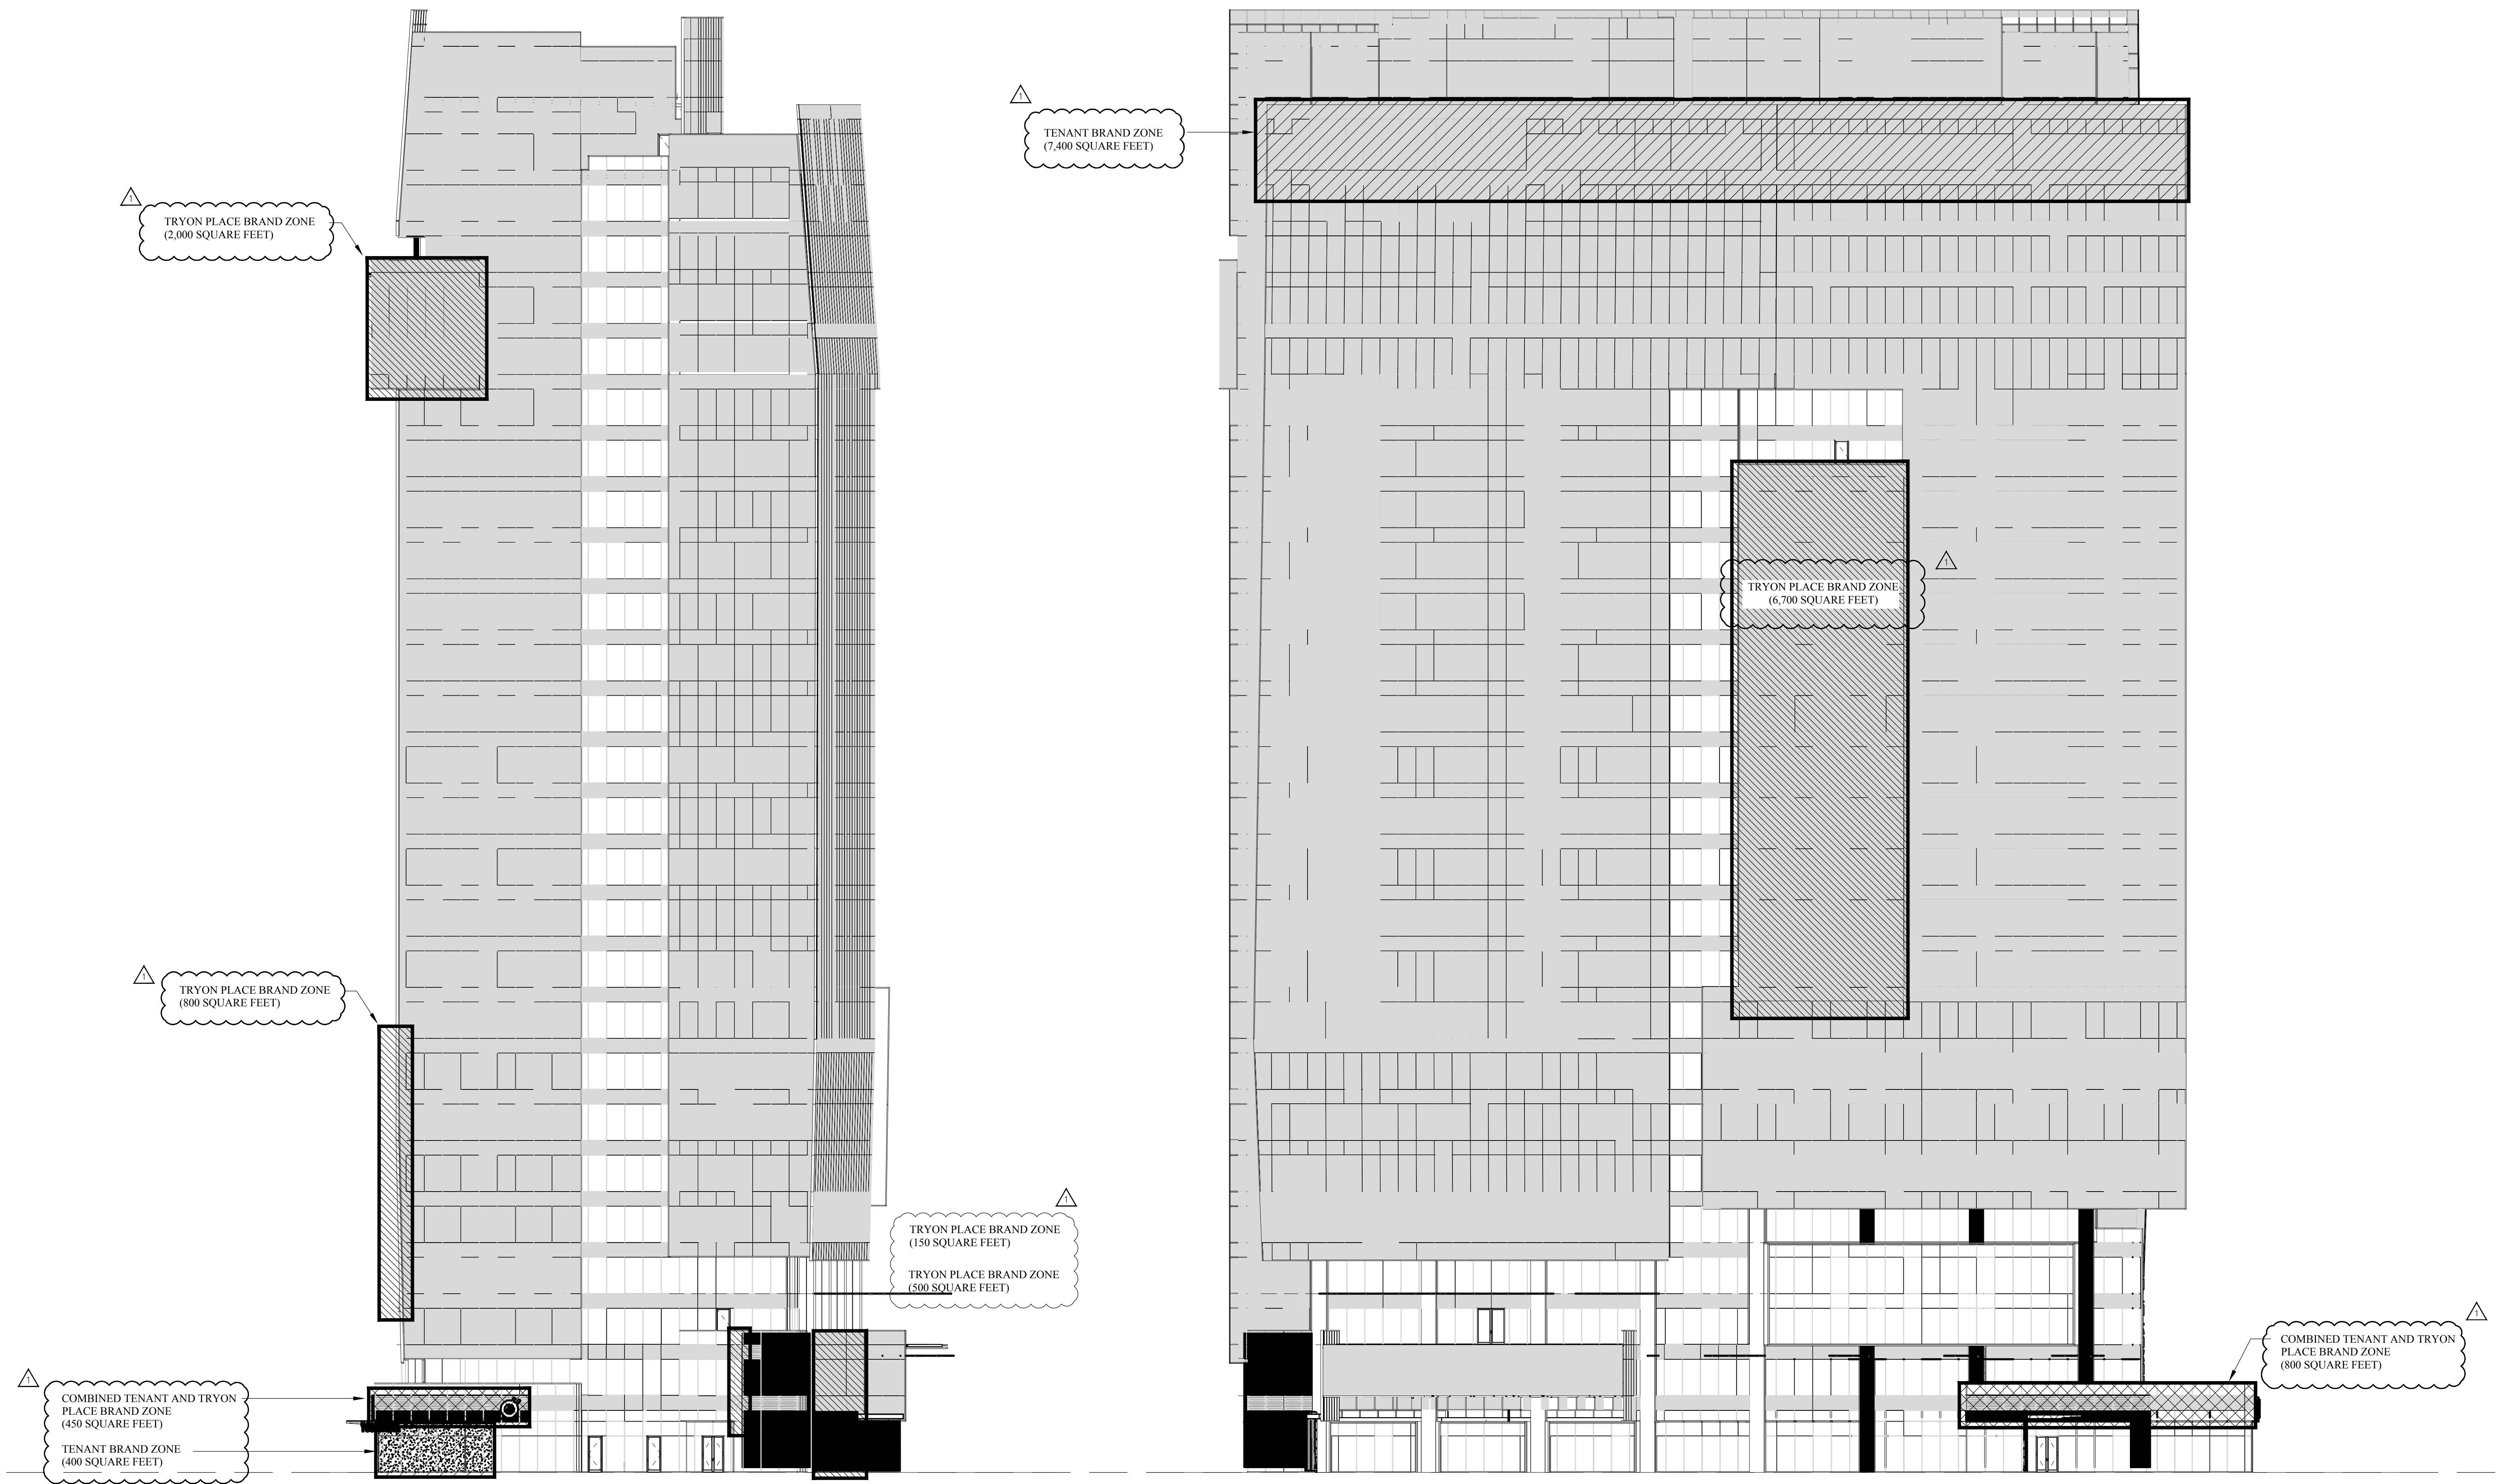 1
TENANT BRAND ZONE
(7,400 SQUARE FEET)
1
TRYON PLACE BRAND ZONE
(2,000 SQUARE FEET)
1
TRYON PLACE BRAND ZONE
(6,700 SQUARE FEET)
1
TRYON PLACE BRAND ZONE
(800 SQUARE FEET)
1
TRYON PLACE BRAND ZONE
(150 SQUARE FEET)
TRYON PLACE BRAND ZONE
(500 SQUARE FEET)
1
COMBINED TENANT AND TRYON
PLACE BRAND ZONE
(800 SQUARE FEET)
1
COMBINED TENANT AND TRYON
PLACE BRAND ZONE
(450 SQUARE FEET)
TENANT BRAND ZONE
(400 SQUARE FEET)